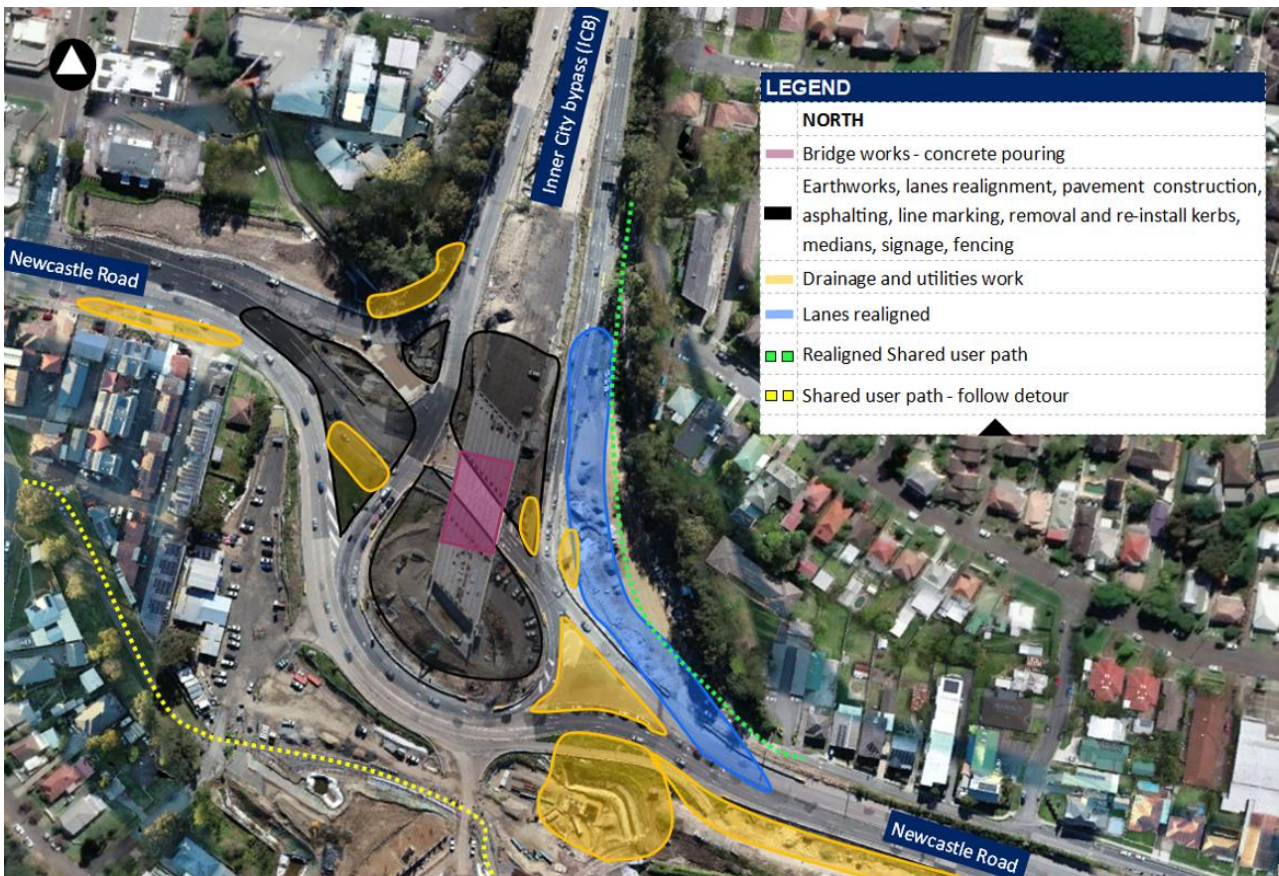 Inner City bypass (ICB)
LEGEND
NORTH
Bridge works - concrete pouring
Earthworks, lanes realignment, pavement construction,
asphalting, line marking, removal and re-install kerbs,
medians, signage, fencing
Drainage and utilities work
Lanes realigned
Realigned Shared user path
Shared user path - follow detour
Newcastle Road
Newcastle Road